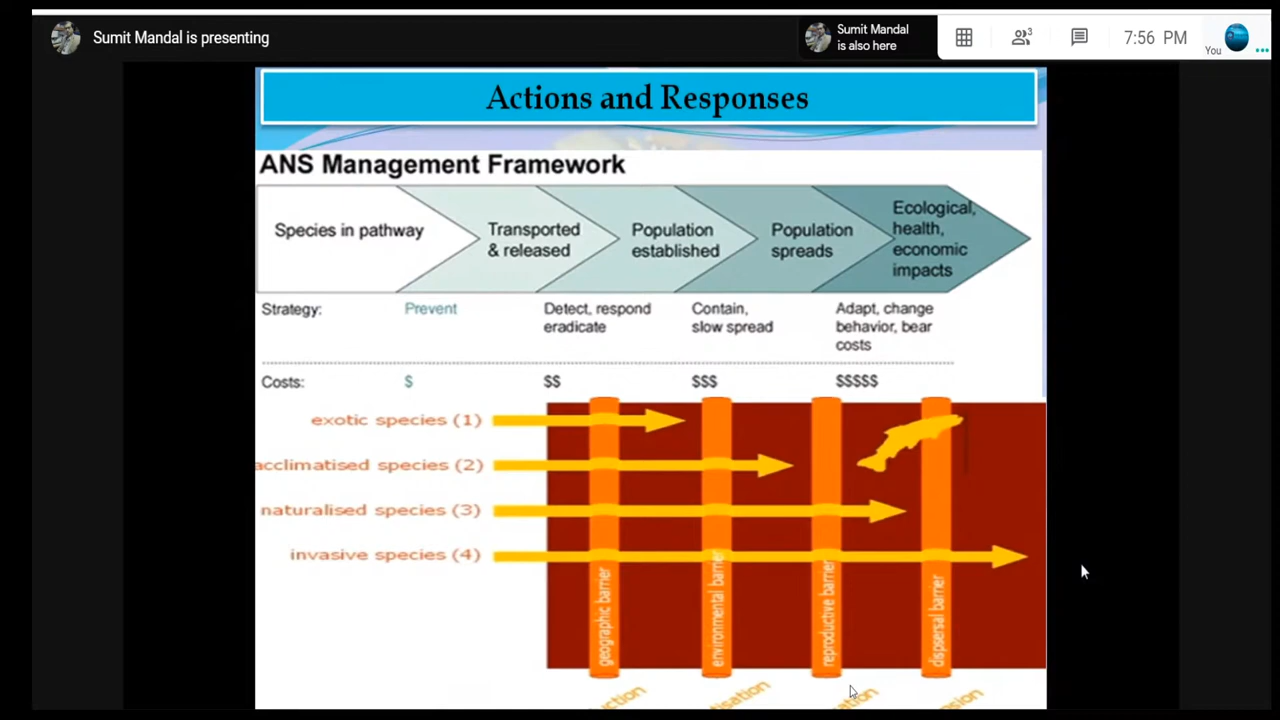 Sumit Mandal is presenting
Sumit Mandal
is also here
3
7:56 PM
You
Actions and Responses
ANS Management Framework
Species in pathway
Transported
& released
Population
established
Population
spreads
Ecological,
health,
economic
impacts
Strategy:
Prevent
Detect, respond
eradicate
Contain,
slow spread
Adapt, change
behavior, bear
costs
Costs:
$
$$
$$$
$$$$$
exotic species (1)
acclimatised species (2)
naturalised species (3)
invasive species (4)
geographic barrier
environmental barrier
reproductive barrier
dispsersal barrier